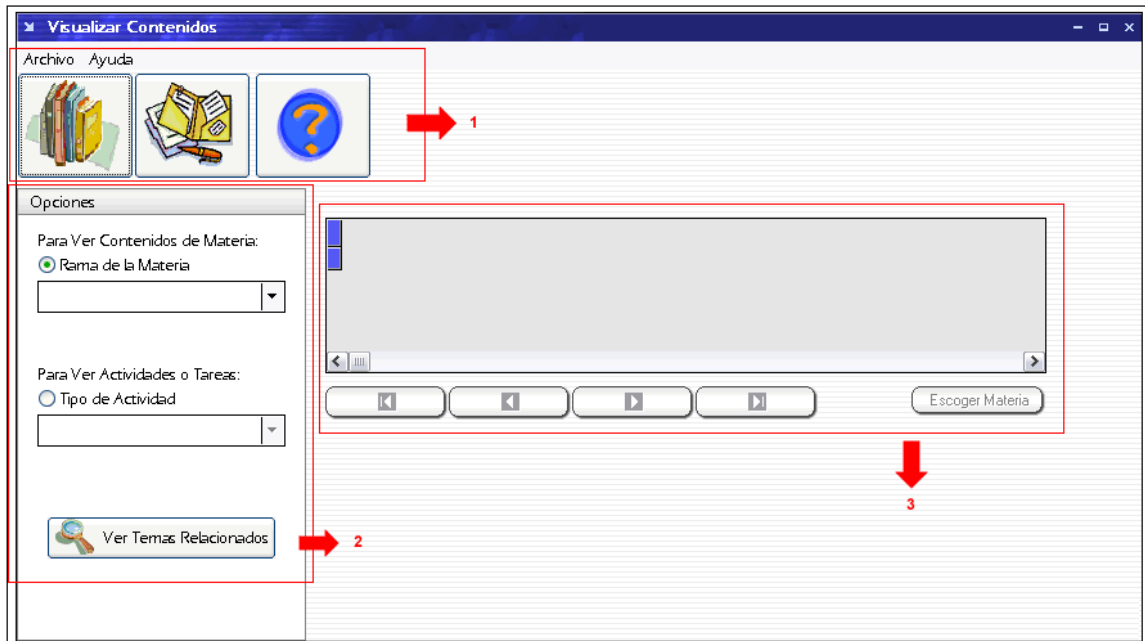 Visualizar Contenidos
Archivo Ayuda
1
Opciones
Para Ver Contenidos de Materia:
Rama de la Materia
Para Ver Actividades o Tareas:
Tipo de Actividad
Escoger Materia
3
Ver Temas Relacionados
2